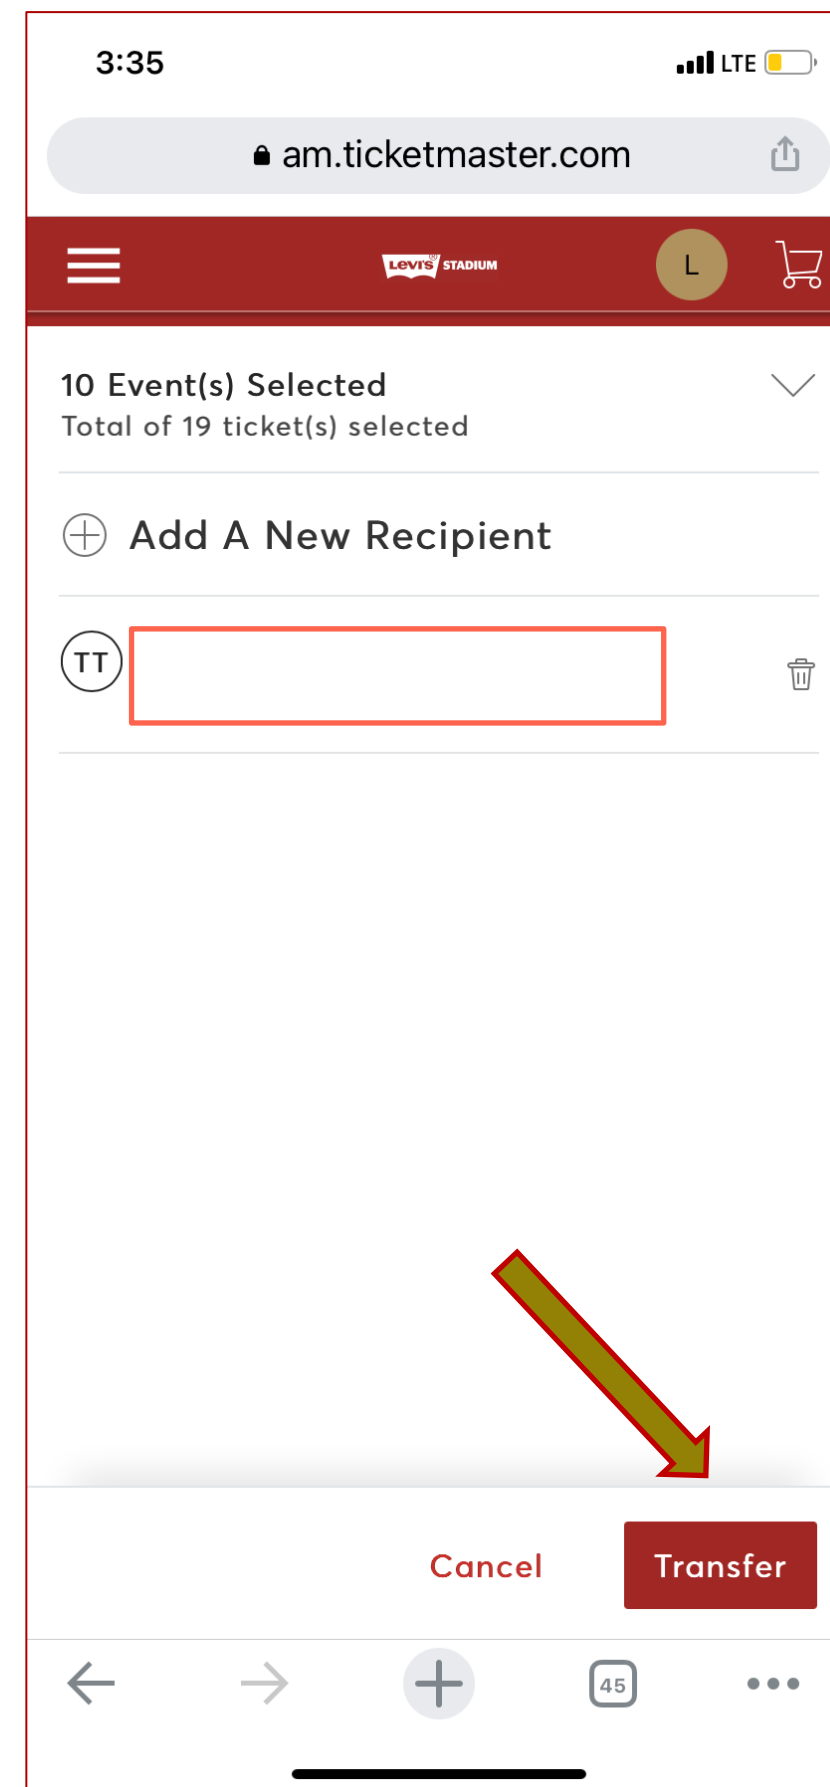 3:35
LTE
am.ticketmaster.com
Levi's® STADIUM
L
10 Event(s) Selected
Total of 19 ticket(s) selected
Add A New Recipient
TT
Cancel
Transfer
45